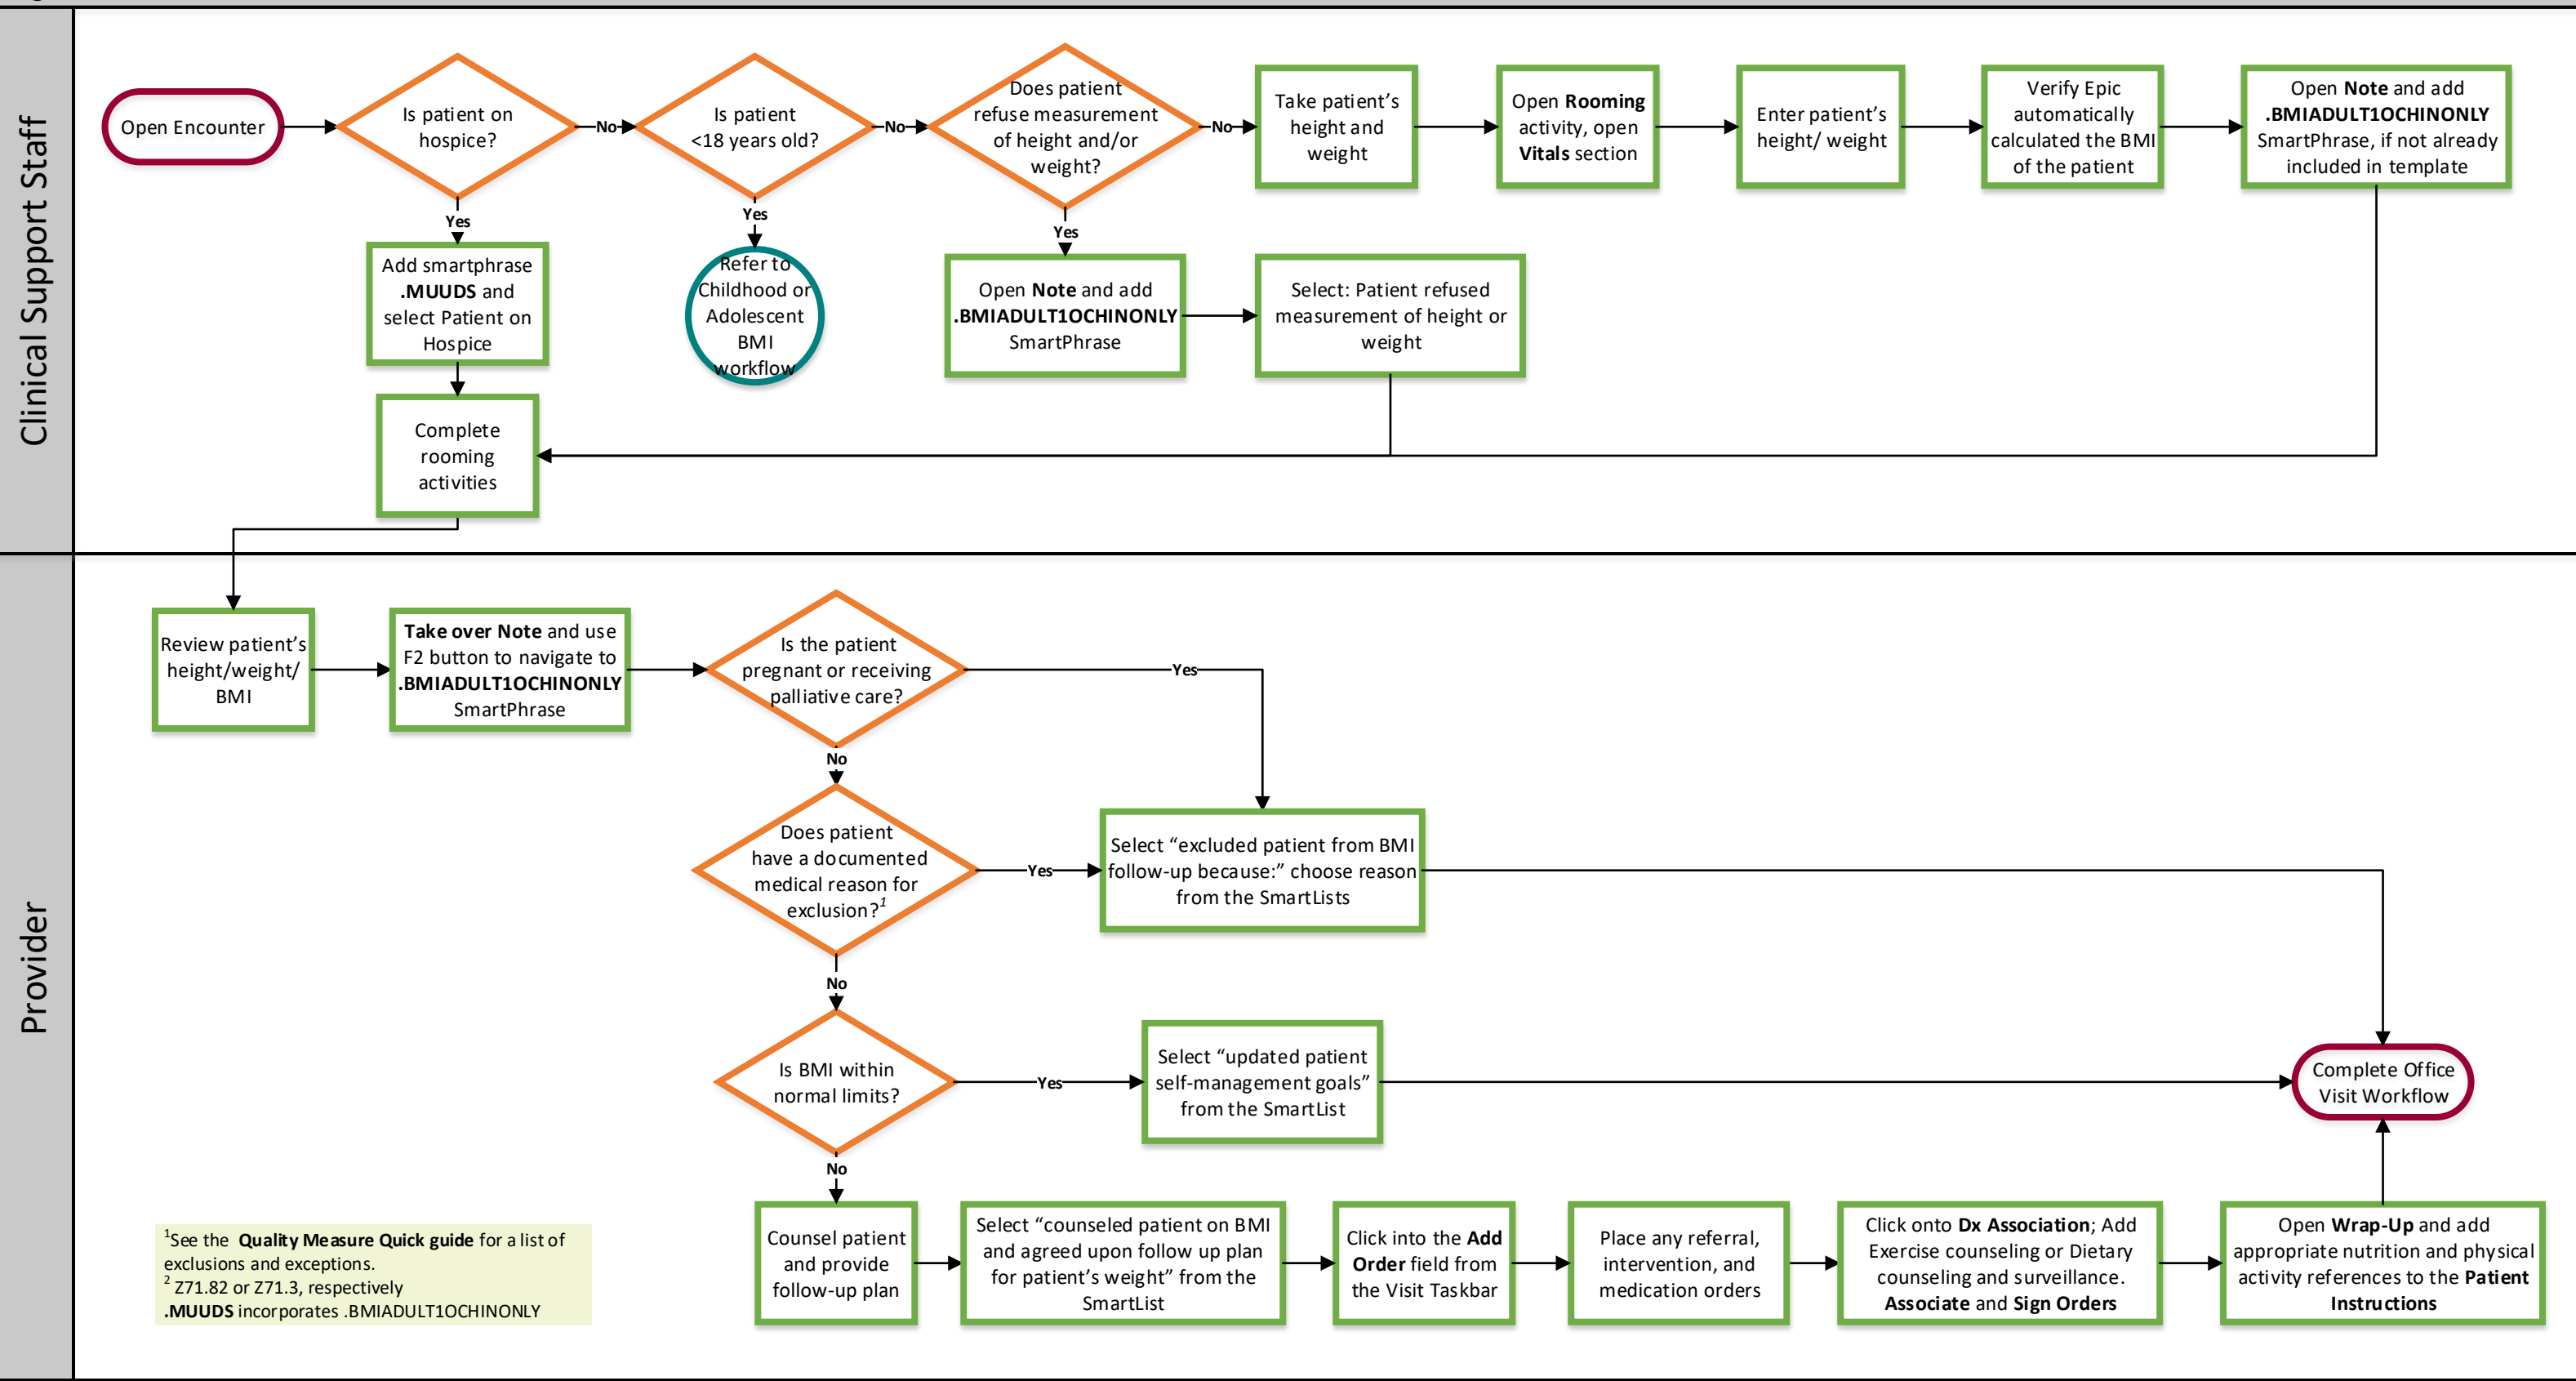 Clinical Support Staff
Open Encounter
Is patient on
hospice?
No
Is patient
<18 years old?
No
Does patient
refuse measurement
of height and/or
weight?
No
Take patient’s
height and
weight
Open Rooming
activity, open
Vitals section
Enter patient’s
height/ weight
Verify Epic
automatically
calculated the BMI
of the patient
Open Note and add
.BMIADULT1OCHINONLY
SmartPhrase, if not already
included in template
Yes
Yes
Yes
Add smartphrase
.MUUDS and
select Patient on
Hospice
Refer to
Childhood or
Adolescent
BMI
workflow
Open Note and add
.BMIADULT1OCHINONLY
SmartPhrase
Select: Patient refused
measurement of height or
weight
Complete
rooming
activities
Provider
Review patient’s
height/weight/
BMI
Take over Note and use
F2 button to navigate to
.BMIADULT1OCHINONLY
SmartPhrase
Is the patient
pregnant or receiving
palliative care?
Yes
No
Does patient
have a documented
medical reason for
exclusion?¹
Yes
Select “excluded patient from BMI
follow-up because:” choose reason
from the SmartLists
No
Is BMI within
normal limits?
Yes
Select “updated patient
self-management goals”
from the SmartList
Complete Office
Visit Workflow
No
Counsel patient
and provide
follow-up plan
Select “counseled patient on BMI
and agreed upon follow up plan
for patient’s weight” from the
SmartList
Click into the Add
Order field from
the Visit Taskbar
Place any referral,
intervention, and
medication orders
Click onto Dx Association; Add
Exercise counseling or Dietary
counseling and surveillance.
Associate and Sign Orders
Open Wrap-Up and add
appropriate nutrition and physical
activity references to the Patient
Instructions
¹See the Quality Measure Quick guide for a list of
exclusions and exceptions.
² Z71.82 or Z71.3, respectively
.MUUDS incorporates .BMIADULT1OCHINONLY